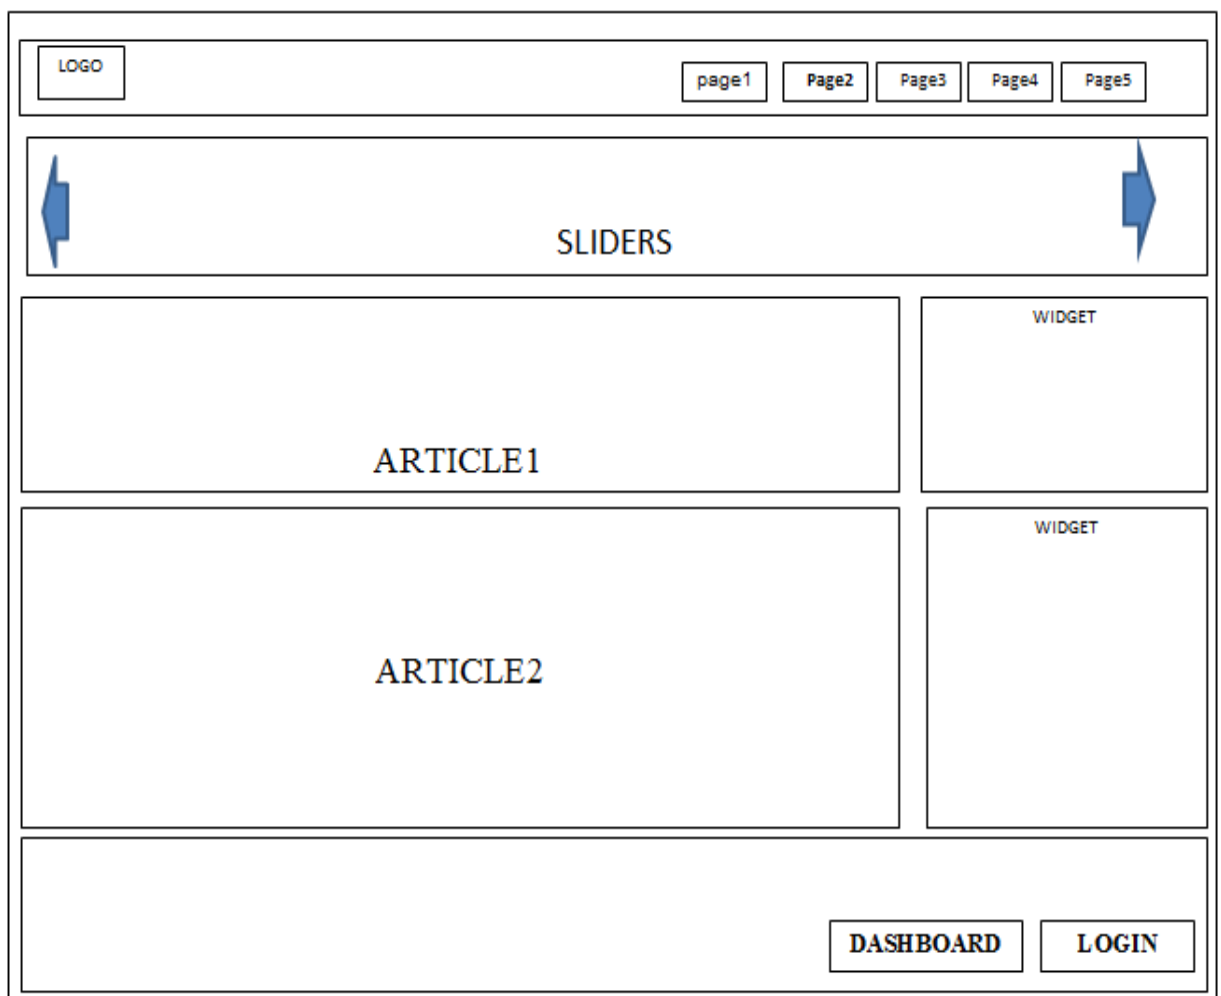 LOGO
page1 Page2 Page3 Page4 Page5
SLIDERS
WIDGET
ARTICLE1
WIDGET
ARTICLE2
DASHBOARD LOGIN